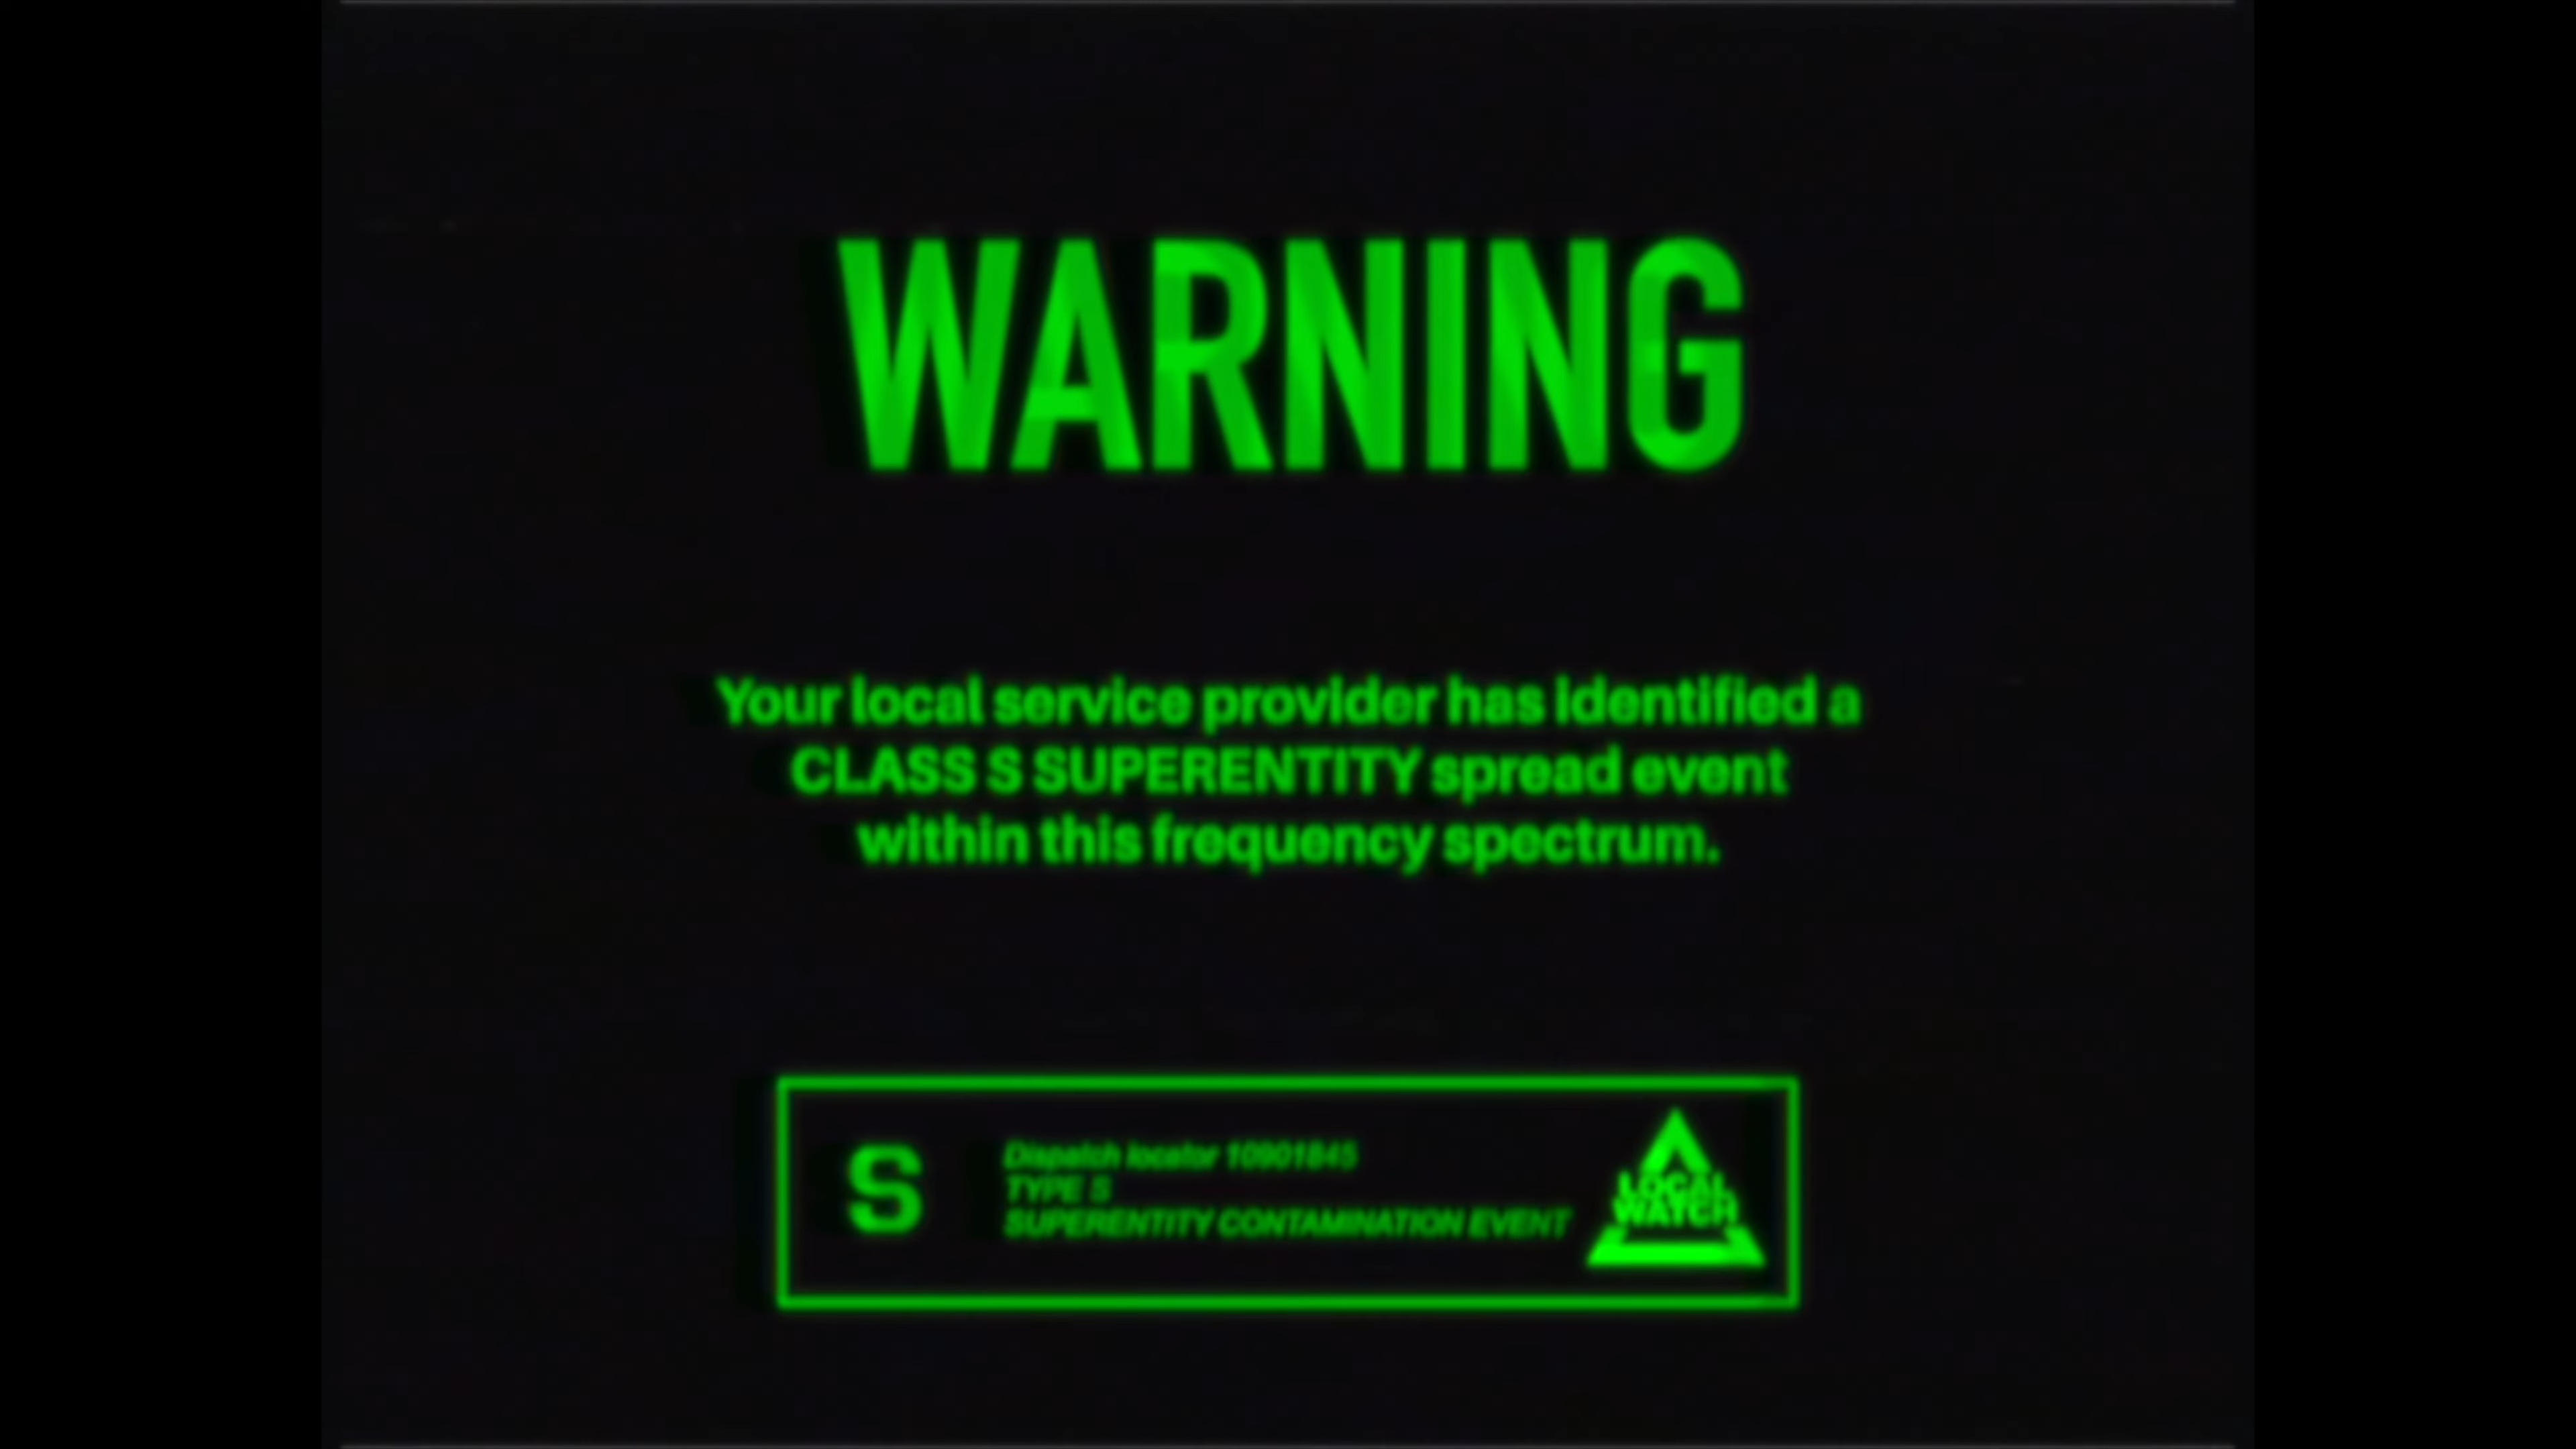 WARNING
Your local service provider has identified a
CLASS S SUPERENTITY spread event
within this frequency spectrum.
S
Dispatch locator 10901845
TYPE S
SUPERENTITY CONTAMINATION EVENT
LOCAL
WATCH